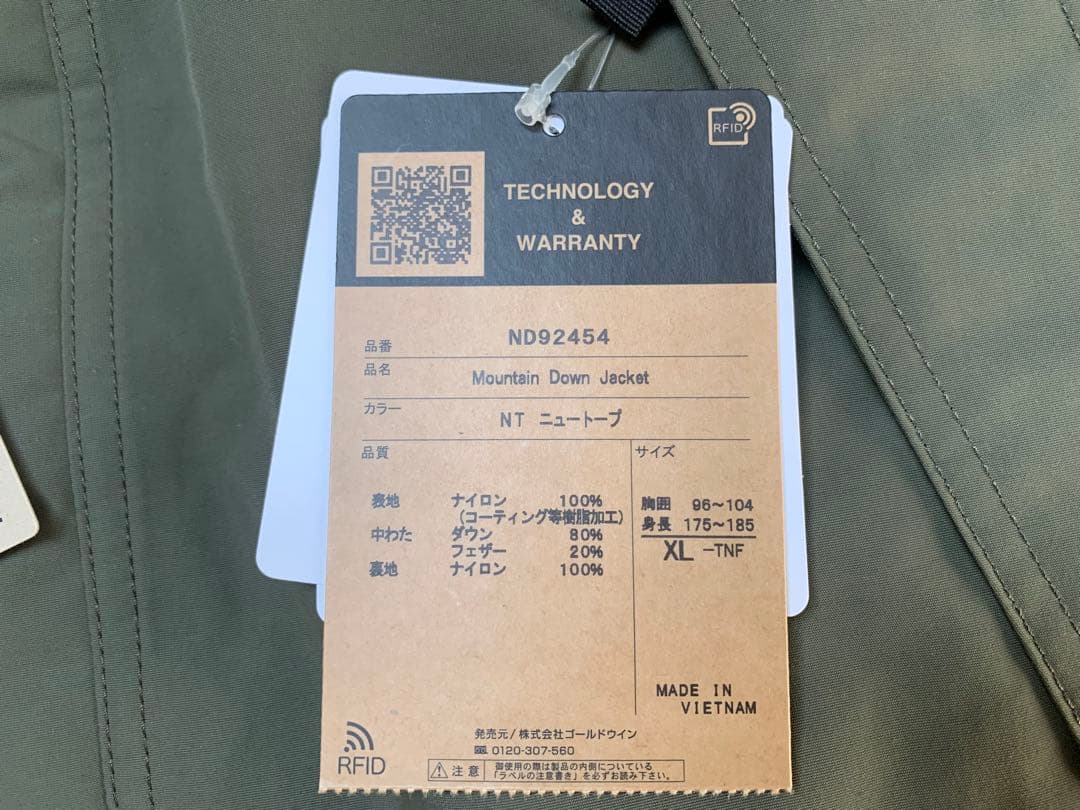 RFID
TECHNOLOGY
&
WARRANTY
品番 ND92454
品名 Mountain Down Jacket
カラー NT ニュートープ
品質
表地 ナイロン 100%
(コーティング等樹脂加工)
中わた ダウン 80%
フェザー 20%
裏地 ナイロン 100%
サイズ
胸囲 96~104
身長 175~185
XL -TNF
MADE IN
VIETNAM
RFID
発売元/株式会社ゴールドウイン
0120-307-560
注意
御使用の際は製品の内側についている
「ラベルの注意書き」を必ずお読み下さい。